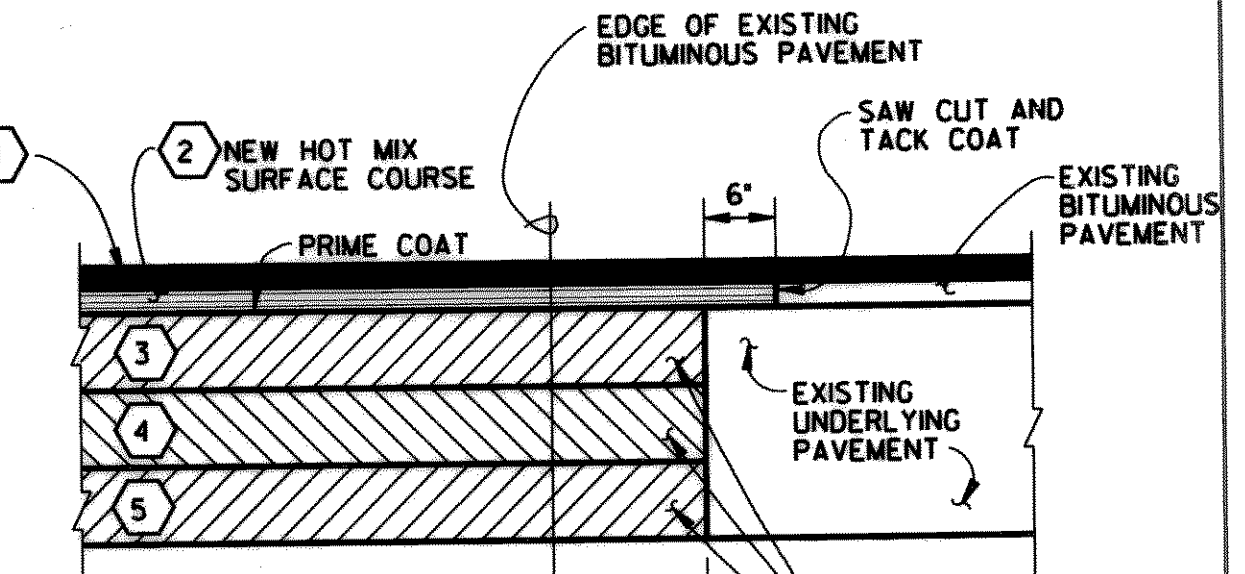 EDGE OF EXISTING
BITUMINOUS PAVEMENT
SAW CUT AND
TACK COAT
2
NEW HOT MIX
SURFACE COURSE
6"
EXISTING
BITUMINOUS
PAVEMENT
PRIME COAT
3
4
5
EXISTING
UNDERLYING
PAVEMENT